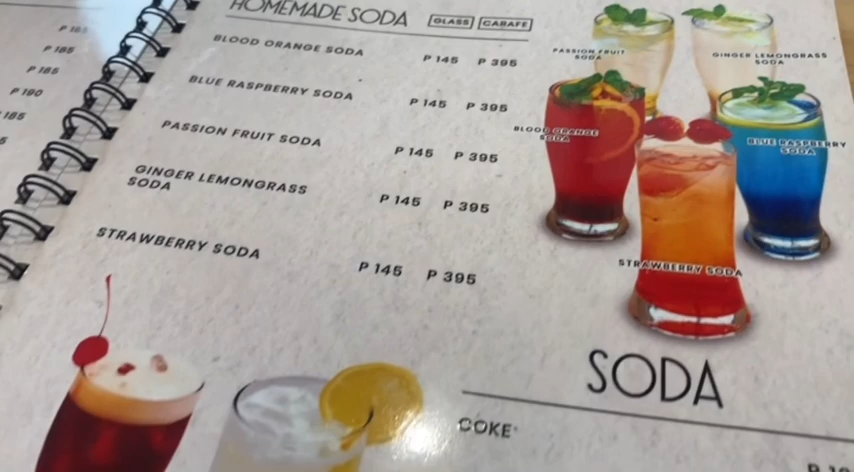 HOMEMADE SODA
GLASS CARAFE
BLOOD ORANGE SODA P 145 P 395
BLUE RASPBERRY SODA P 145 P 395
PASSION FRUIT SODA P 145 P 395
GINGER LEMONGRASS
SODA P 145 P 395
STRAWBERRY SODA P 145 P 395
P 185
P 185
P 190
185
PASSION FRUIT
SODA
GINGER LEMONGRASS
SODA
BLOOD ORANGE
SODA
BLUE RASPBERRY
SODA
STRAWBERRY SODA
SODA
COKE